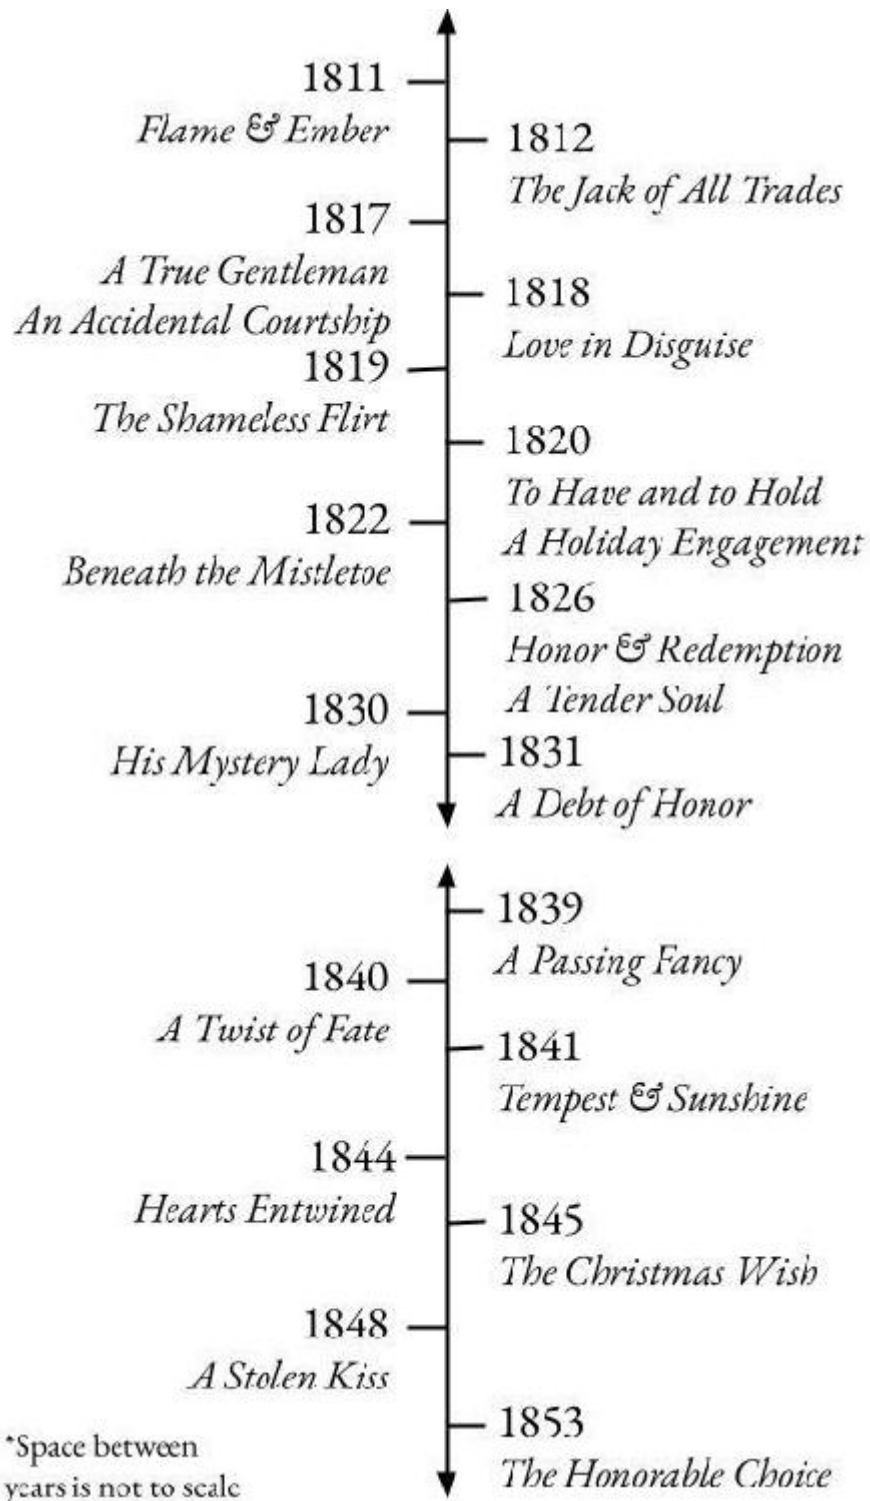 1811
Flame & Ember
1812
The Jack of All Trades
1817
A True Gentleman
An Accidental Courtship
1818
Love in Disguise
1819
The Shameless Flirt
1820
To Have and to Hold
A Holiday Engagement
1822
Beneath the Mistletoe
1826
Honor & Redemption
A Tender Soul
1830
His Mystery Lady
1831
A Debt of Honor
1839
A Passing Fancy
1840
A Twist of Fate
1841
Tempest & Sunshine
1844
Hearts Entwined
1845
The Christmas Wish
1848
A Stolen Kiss
1853
The Honorable Choice
*Space between
years is not to scale